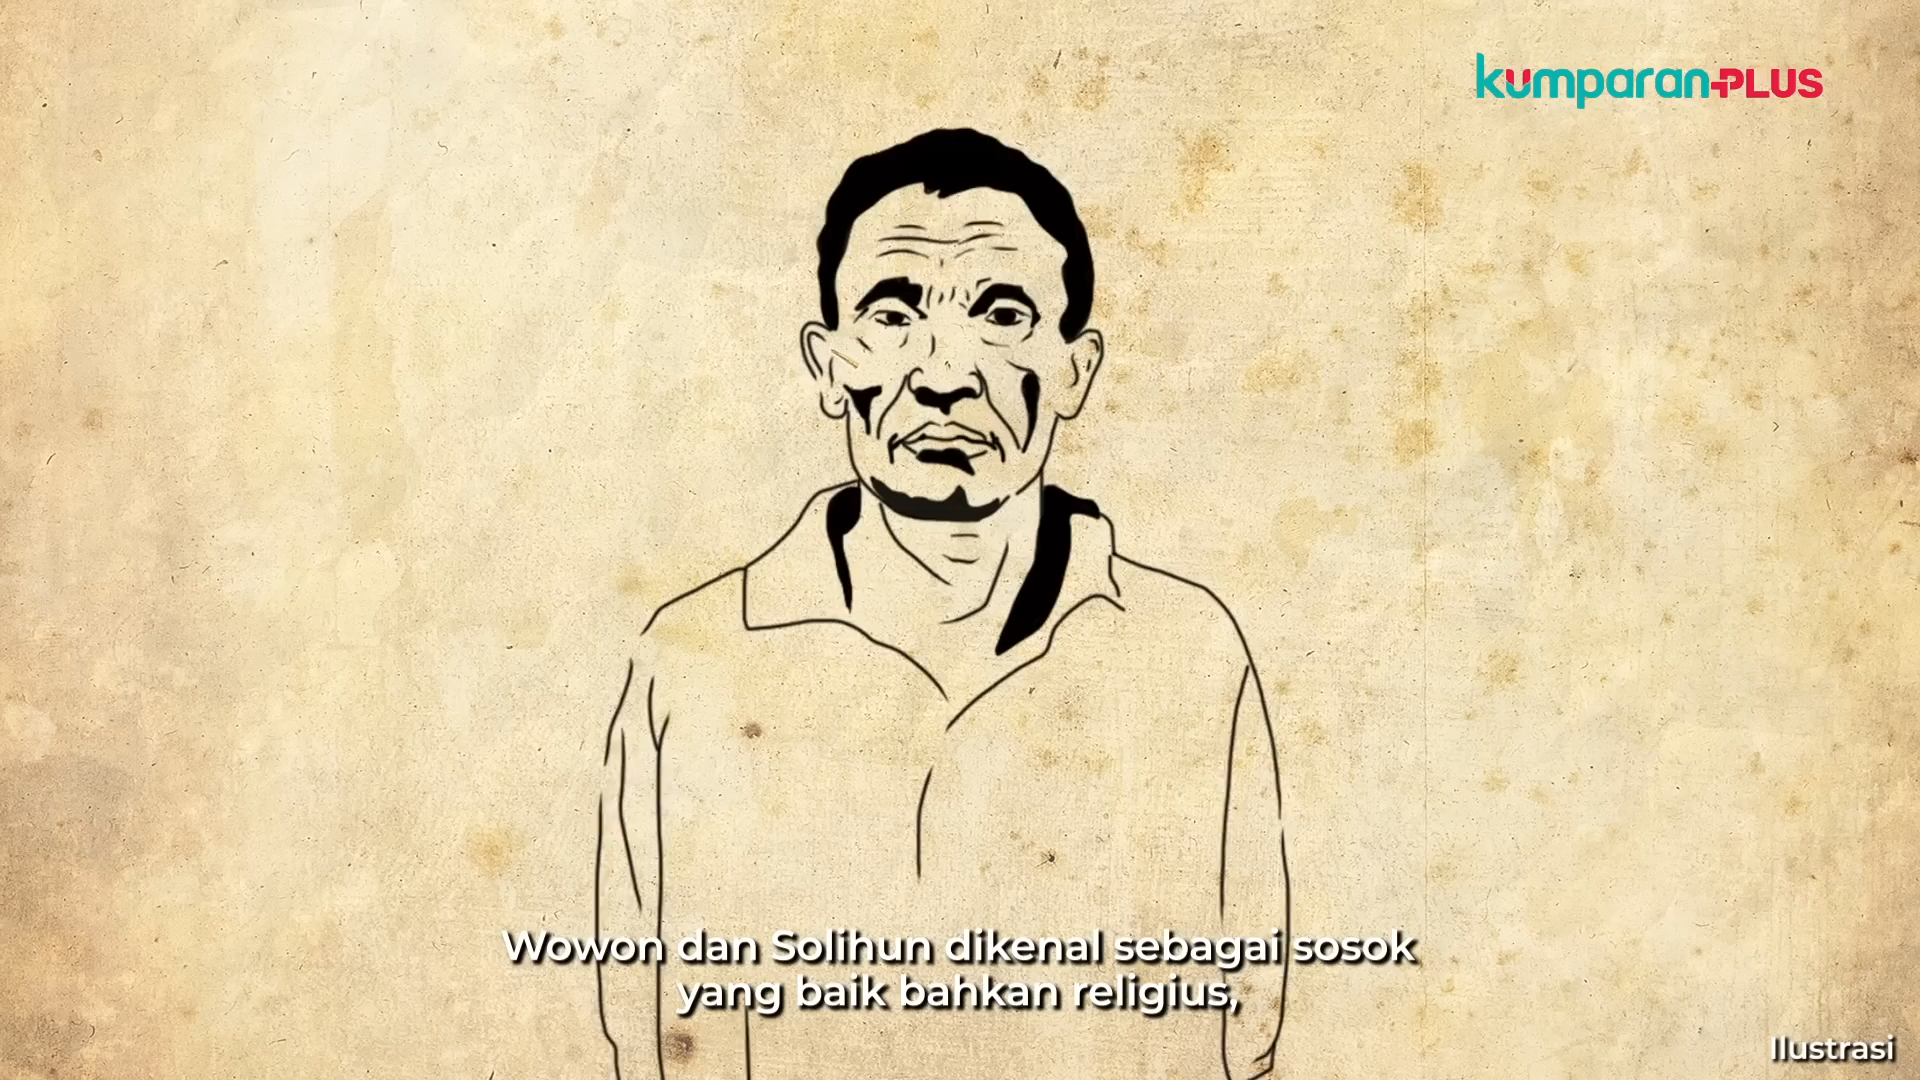 kumparanPLUS
Wowon dan Solihun dikenal sebagai sosok
yang baik bahkan religius,
Ilustrasi